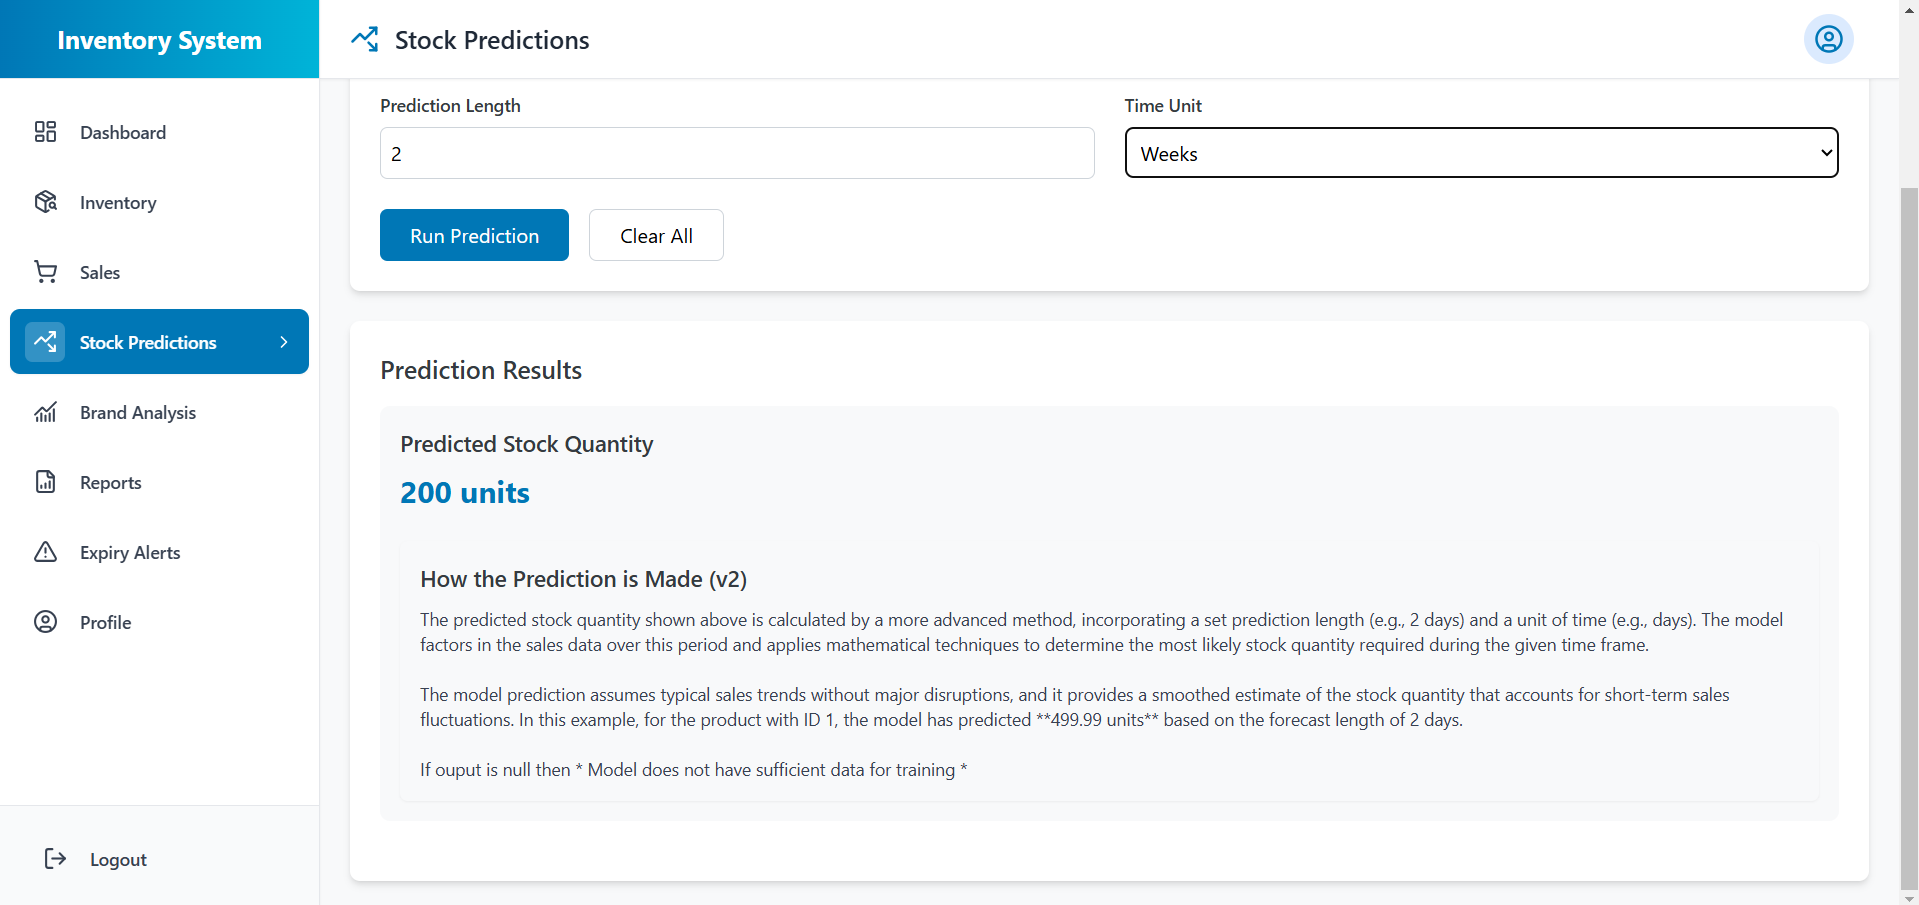 Inventory System
Stock Predictions
Dashboard
Inventory
Sales
Stock Predictions
Brand Analysis
Reports
Expiry Alerts
Profile
Logout
Prediction Length
Time Unit
2
Weeks
Run Prediction
Clear All
Prediction Results
Predicted Stock Quantity
200 units
How the Prediction is Made (v2)
The predicted stock quantity shown above is calculated by a more advanced method, incorporating a set prediction length (e.g., 2 days) and a unit of time (e.g., days). The model
factors in the sales data over this period and applies mathematical techniques to determine the most likely stock quantity required during the given time frame.
The model prediction assumes typical sales trends without major disruptions, and it provides a smoothed estimate of the stock quantity that accounts for short-term sales
fluctuations. In this example, for the product with ID 1, the model has predicted **499.99 units** based on the forecast length of 2 days.
If ouput is null then * Model does not have sufficient data for training *